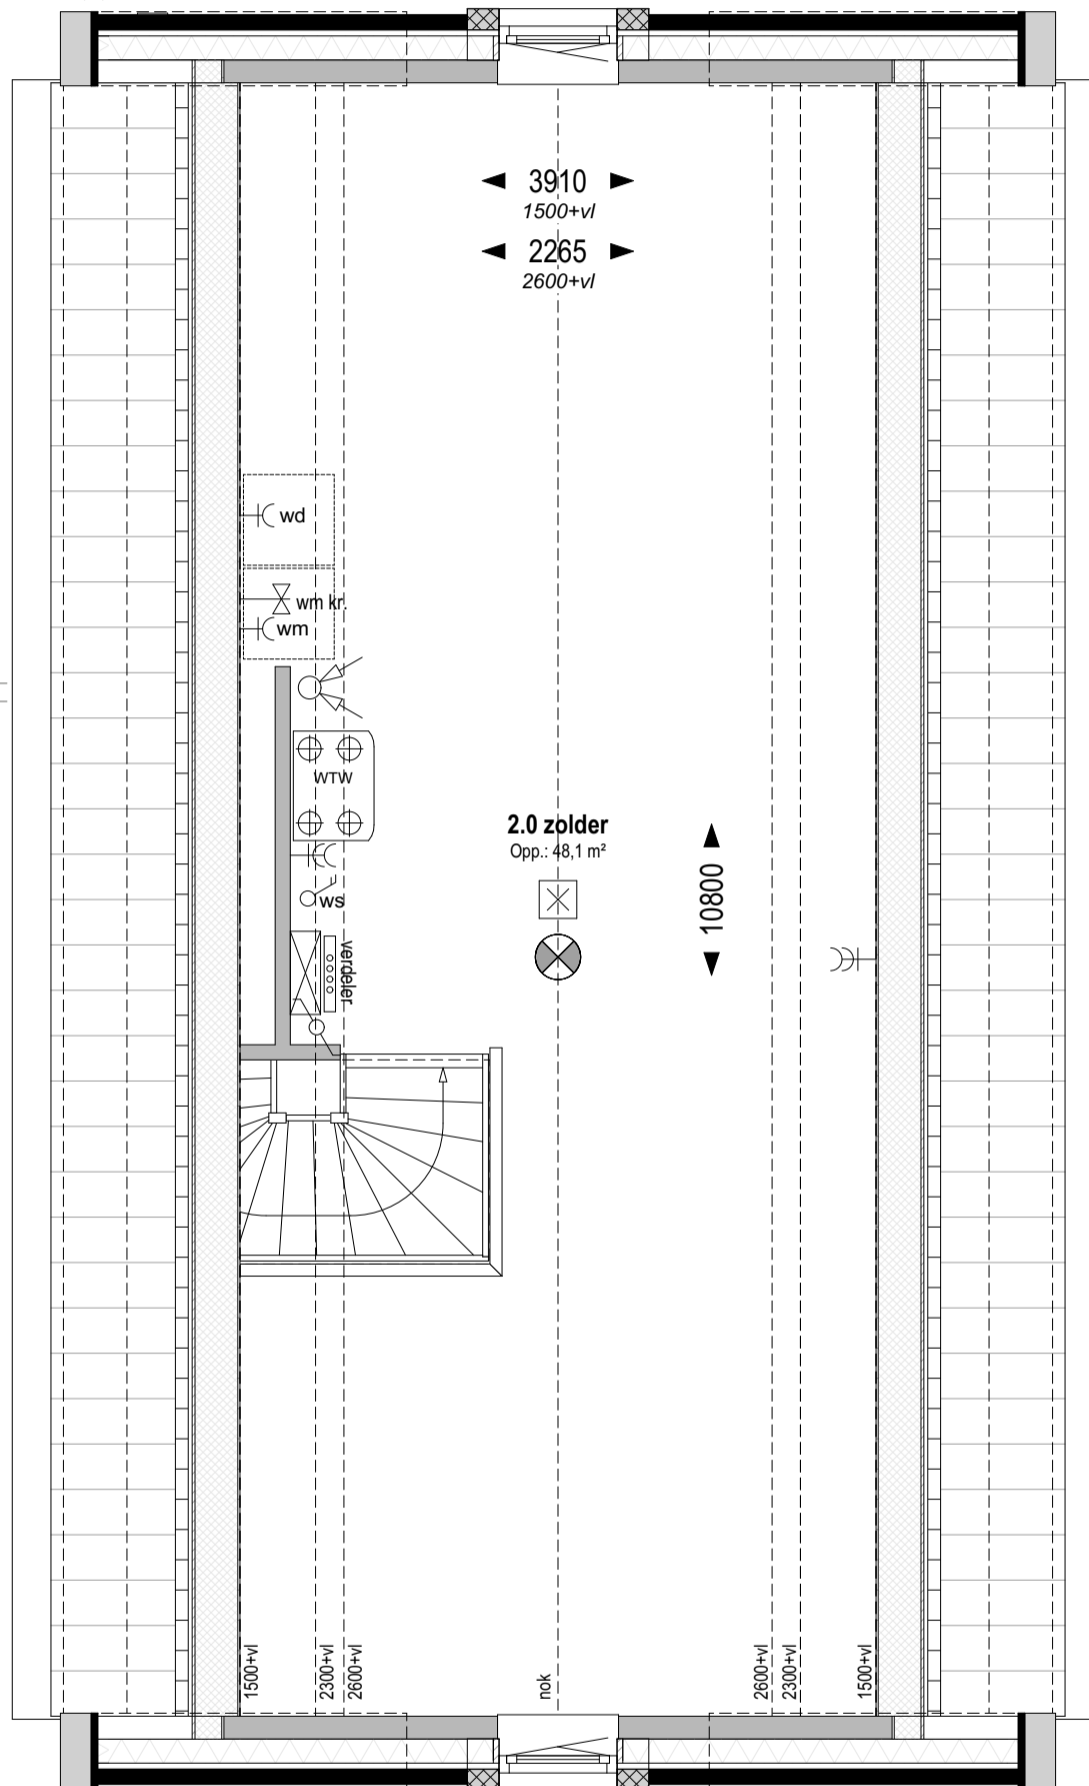 3910
1500+vl
2265
2600+vl
wd
wm kr.
wm
WTW
2.0 zolder
Opp.: 48,1 m²
10800
ws
verdeler
1500+vl
2300+vl
2600+vl
nok
2600+vl
2300+vl
1500+vl